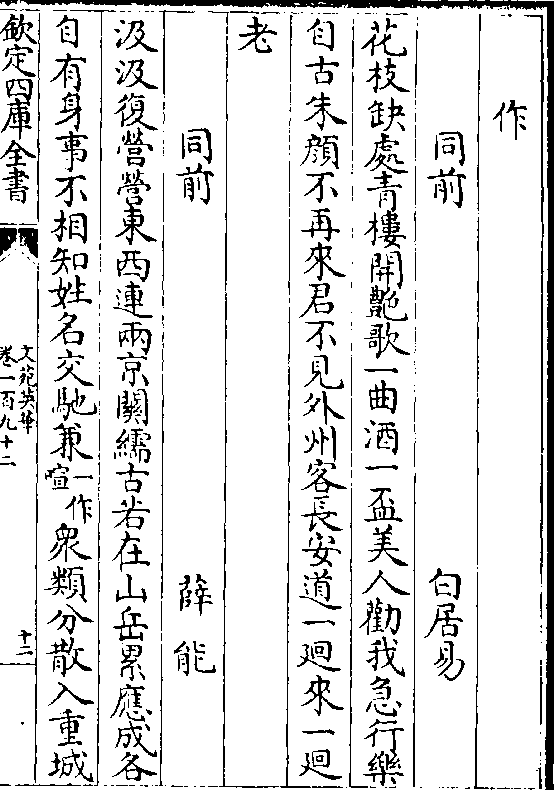 作
同前 白居易
花枝缺處青樓開艷歌一曲酒一盃美人勸我急行樂
自古朱顔不再來君不見外州客長安道一廻來一廻
老
同前 薛能
汲汲復營營東西連兩京關繻古若在山岳累應成各
自有身事不相知姓名交馳兼一作喧衆類分散入重城
欽定四庫全書
文苑英華
卷一百九十二
十二